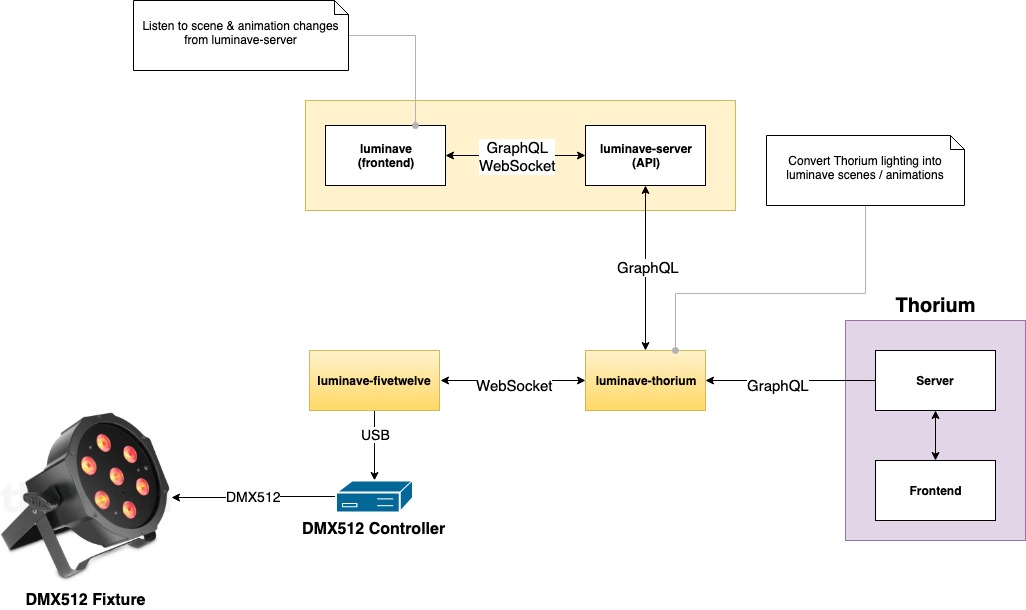 Listen to scene & animation changes
from luminave-server
luminave
(frontend)
GraphQL
WebSocket
luminave-server
(API)
Convert Thorium lighting into
luminave scenes / animations
GraphQL
Thorium
luminave-fivetwelve
WebSocket
luminave-thorium
GraphQL
Server
USB
Frontend
DMX512
DMX512 Controller
DMX512 Fixture